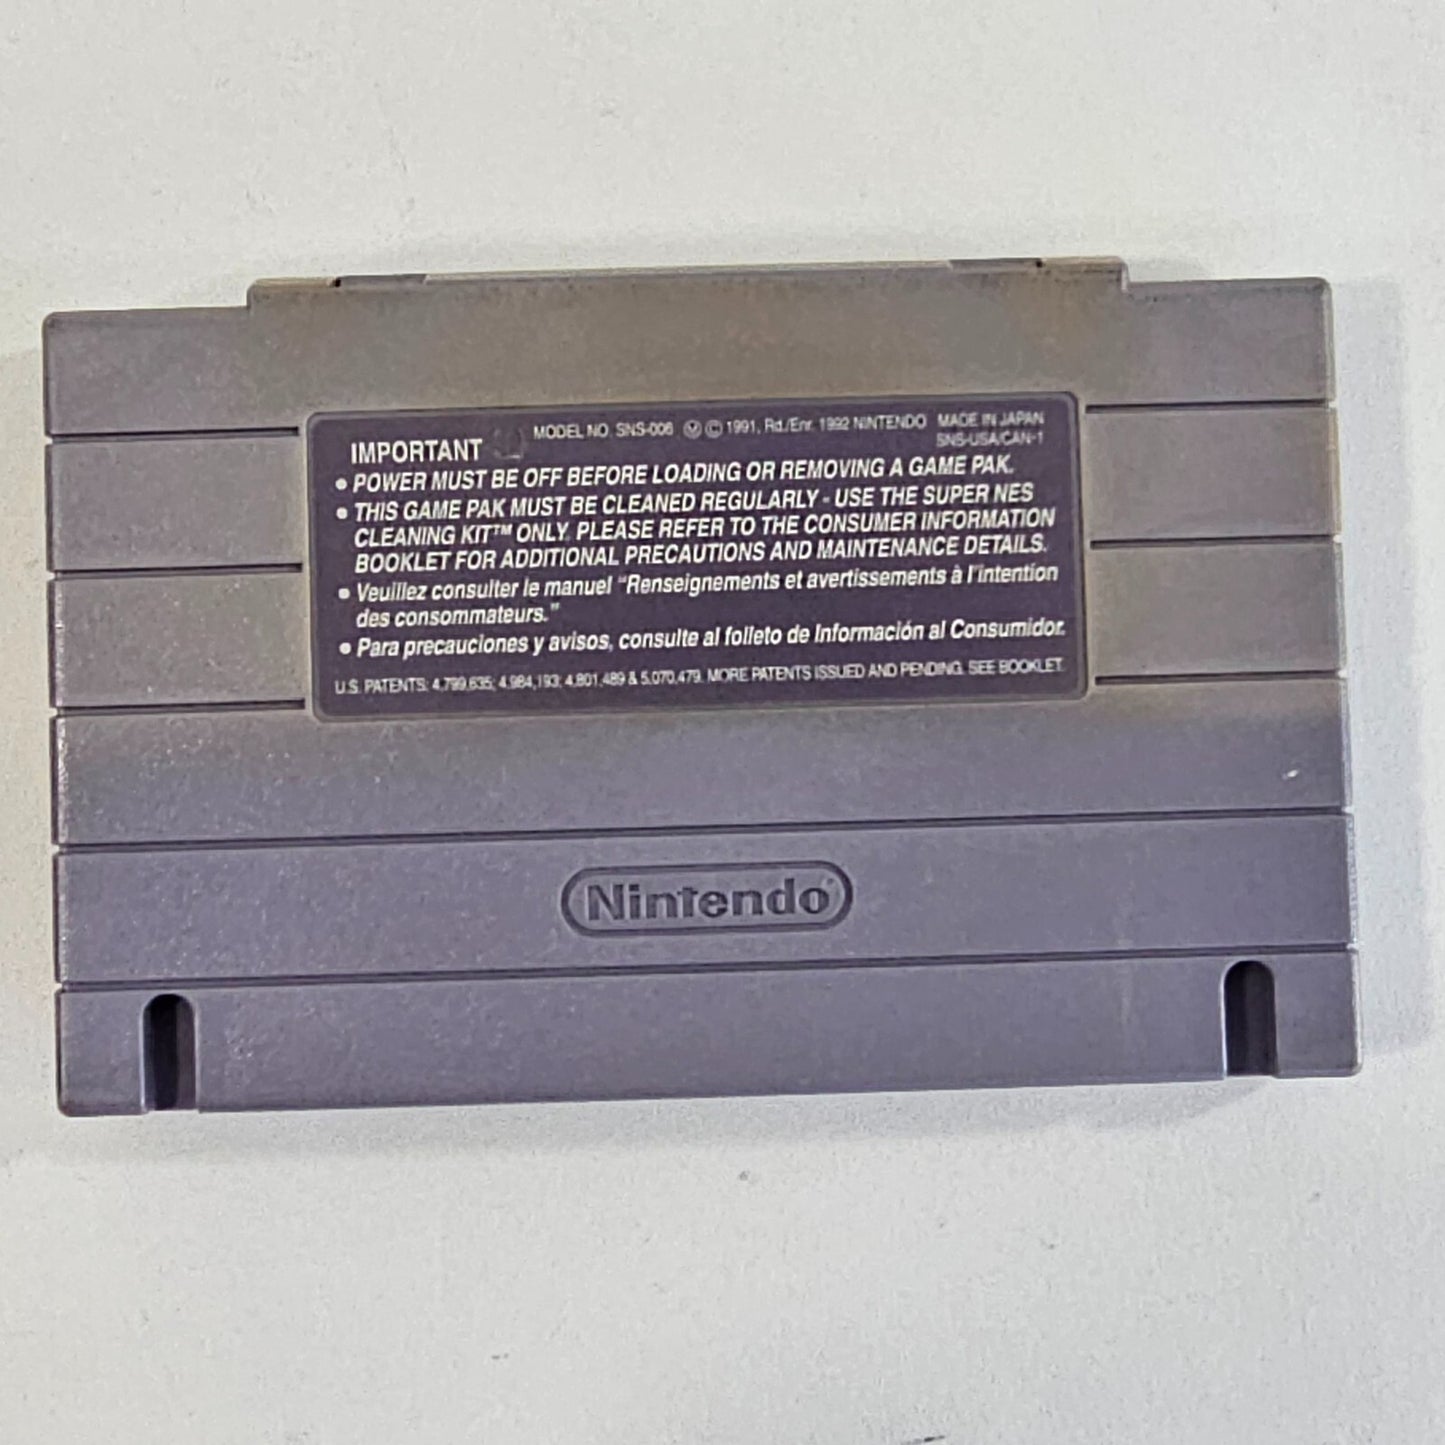 IMPORTANT MODEL NO. SNS-006 Ⓜ © 1991, Rd./Enr. 1992 NINTENDO MADE IN JAPAN
SNS-USA/CAN-1
• POWER MUST BE OFF BEFORE LOADING OR REMOVING A GAME PAK.
• THIS GAME PAK MUST BE CLEANED REGULARLY - USE THE SUPER NES
CLEANING KIT™ ONLY. PLEASE REFER TO THE CONSUMER INFORMATION
BOOKLET FOR ADDITIONAL PRECAUTIONS AND MAINTENANCE DETAILS.
• Veuillez consulter le manuel "Renseignements et avertissements à l'intention
des consommateurs."
• Para precauciones y avisos, consulte al folleto de Información al Consumidor.
U.S. PATENTS: 4,799,635; 4,984,193; 4,801,489 & 5,070,479. MORE PATENTS ISSUED AND PENDING. SEE BOOKLET.
Nintendo